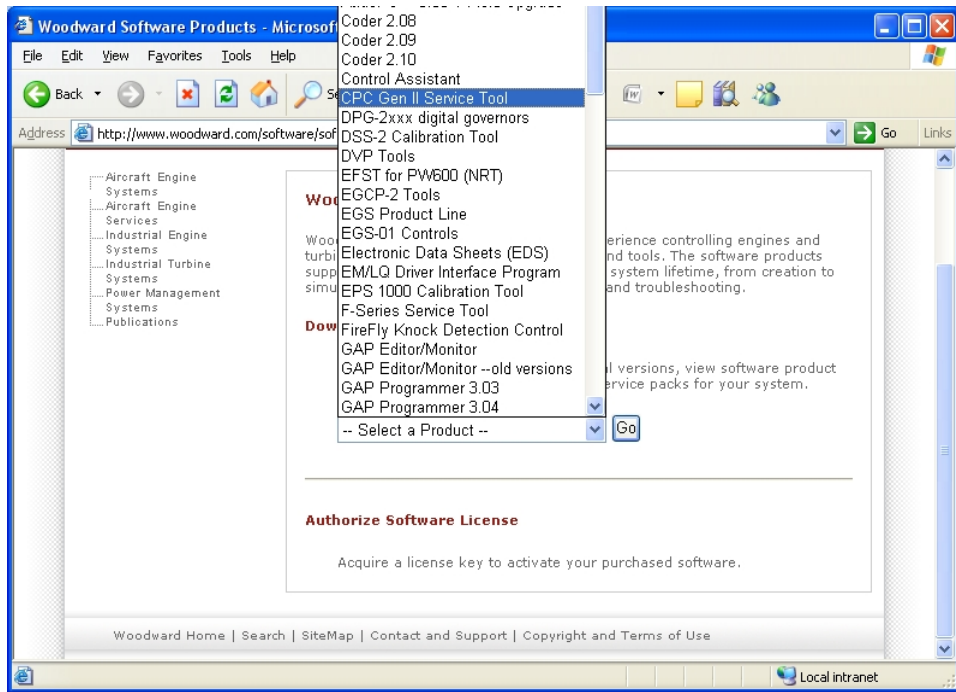 Woodward Software Products - Microsoft
File Edit View Favorites Tools Help
Back
Address http://www.woodward.com/software/sof Go Links
Coder 2.08
Coder 2.09
Coder 2.10
Control Assistant
CPC Gen II Service Tool
DPG-2xxx digital governors
DSS-2 Calibration Tool
DVP Tools
EFST for PW600 (NRT)
EGCP-2 Tools
EGS Product Line
EGS-01 Controls
Electronic Data Sheets (EDS)
EM/LQ Driver Interface Program
EPS 1000 Calibration Tool
F-Series Service Tool
FireFly Knock Detection Control
GAP Editor/Monitor
GAP Editor/Monitor --old versions
GAP Programmer 3.03
GAP Programmer 3.04
-- Select a Product -- Go
Aircraft Engine
Systems
Aircraft Engine
Services
Industrial Engine
Systems
Industrial Turbine
Systems
Power Management
Systems
Publications
erience controlling engines and
nd tools. The software products
system lifetime, from creation to
and troubleshooting.
l versions, view software product
ervice packs for your system.
Authorize Software License
Acquire a license key to activate your purchased software.
Woodward Home | Search | SiteMap | Contact and Support | Copyright and Terms of Use
Local intranet